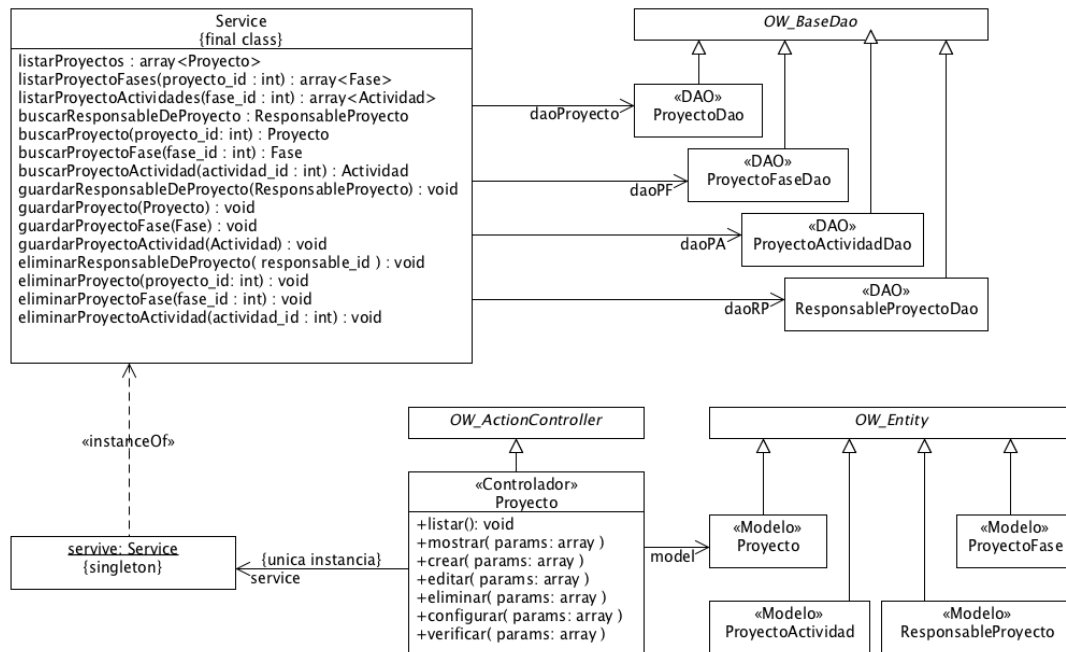 Service
{final class}
listarProyectos : array<Proyecto>
listarProyectoFases(proyecto_id : int) : array<Fase>
listarProyectoActividades(fase_id : int) : array<Actividad>
buscarResponsableDeProyecto : ResponsableProyecto
buscarProyecto(proyecto_id: int) : Proyecto
buscarProyectoFase(fase_id : int) : Fase
buscarProyectoActividad(actividad_id : int) : Actividad
guardarResponsableDeProyecto(ResponsableProyecto) : void
guardarProyecto(Proyecto) : void
guardarProyectoFase(Fase) : void
guardarProyectoActividad(Actividad) : void
eliminarResponsableDeProyecto( responsable_id ) : void
eliminarProyecto(proyecto_id: int) : void
eliminarProyectoFase(fase_id : int) : void
eliminarProyectoActividad(actividad_id : int) : void
OW_BaseDao
daoProyecto
«DAO»
ProyectoDao
daoPF
«DAO»
ProyectoFaseDao
daoPA
«DAO»
ProyectoActividadDao
daoRP
«DAO»
ResponsableProyectoDao
«instanceOf»
servive: Service
{singleton}
{unica instancia}
service
OW_ActionController
«Controlador»
Proyecto
+listar(): void
+mostrar( params: array )
+crear( params: array )
+editar( params: array )
+eliminar( params: array )
+configurar( params: array )
+verificar( params: array )
model
OW_Entity
«Modelo»
Proyecto
«Modelo»
ProyectoFase
«Modelo»
ProyectoActividad
«Modelo»
ResponsableProyecto